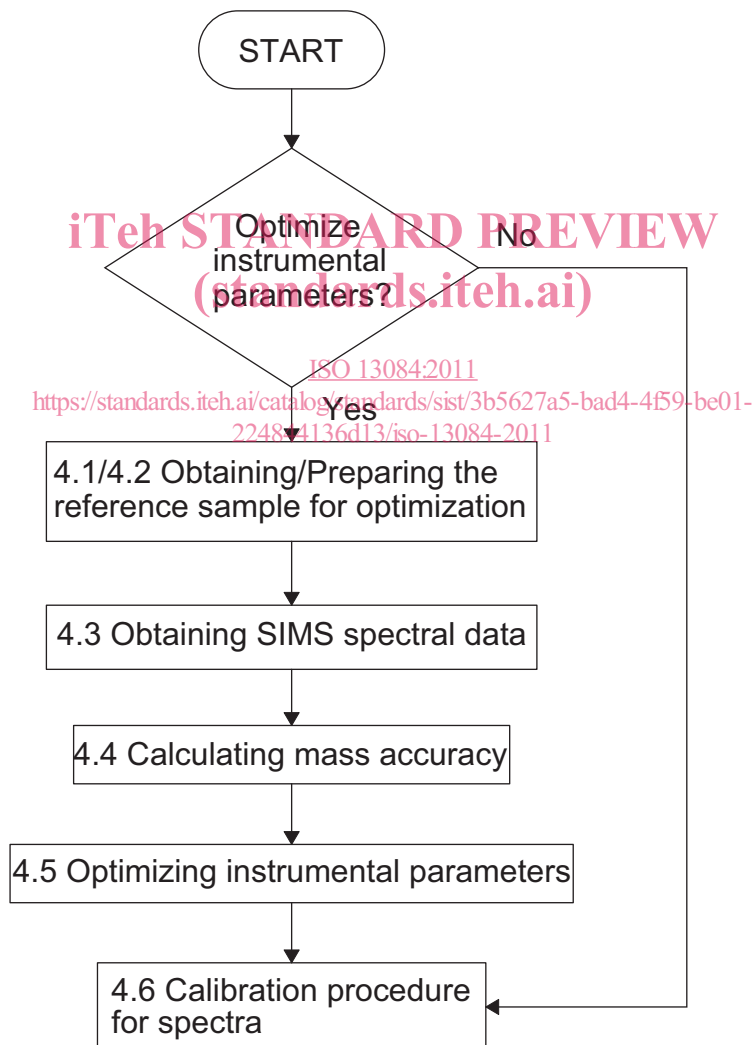 START
Optimize
instrumental
parameters?
No
iTeh STANDARD PREVIEW
(standards.iteh.ai)
ISO 13084:2011
https://standards.iteh.ai/catalog/standards/sist/3b5627a5-bad4-4f59-be01-
224844136d13/iso-13084-2011
Yes
4.1/4.2 Obtaining/Preparing the
reference sample for optimization
4.3 Obtaining SIMS spectral data
4.4 Calculating mass accuracy
4.5 Optimizing instrumental parameters
4.6 Calibration procedure
for spectra